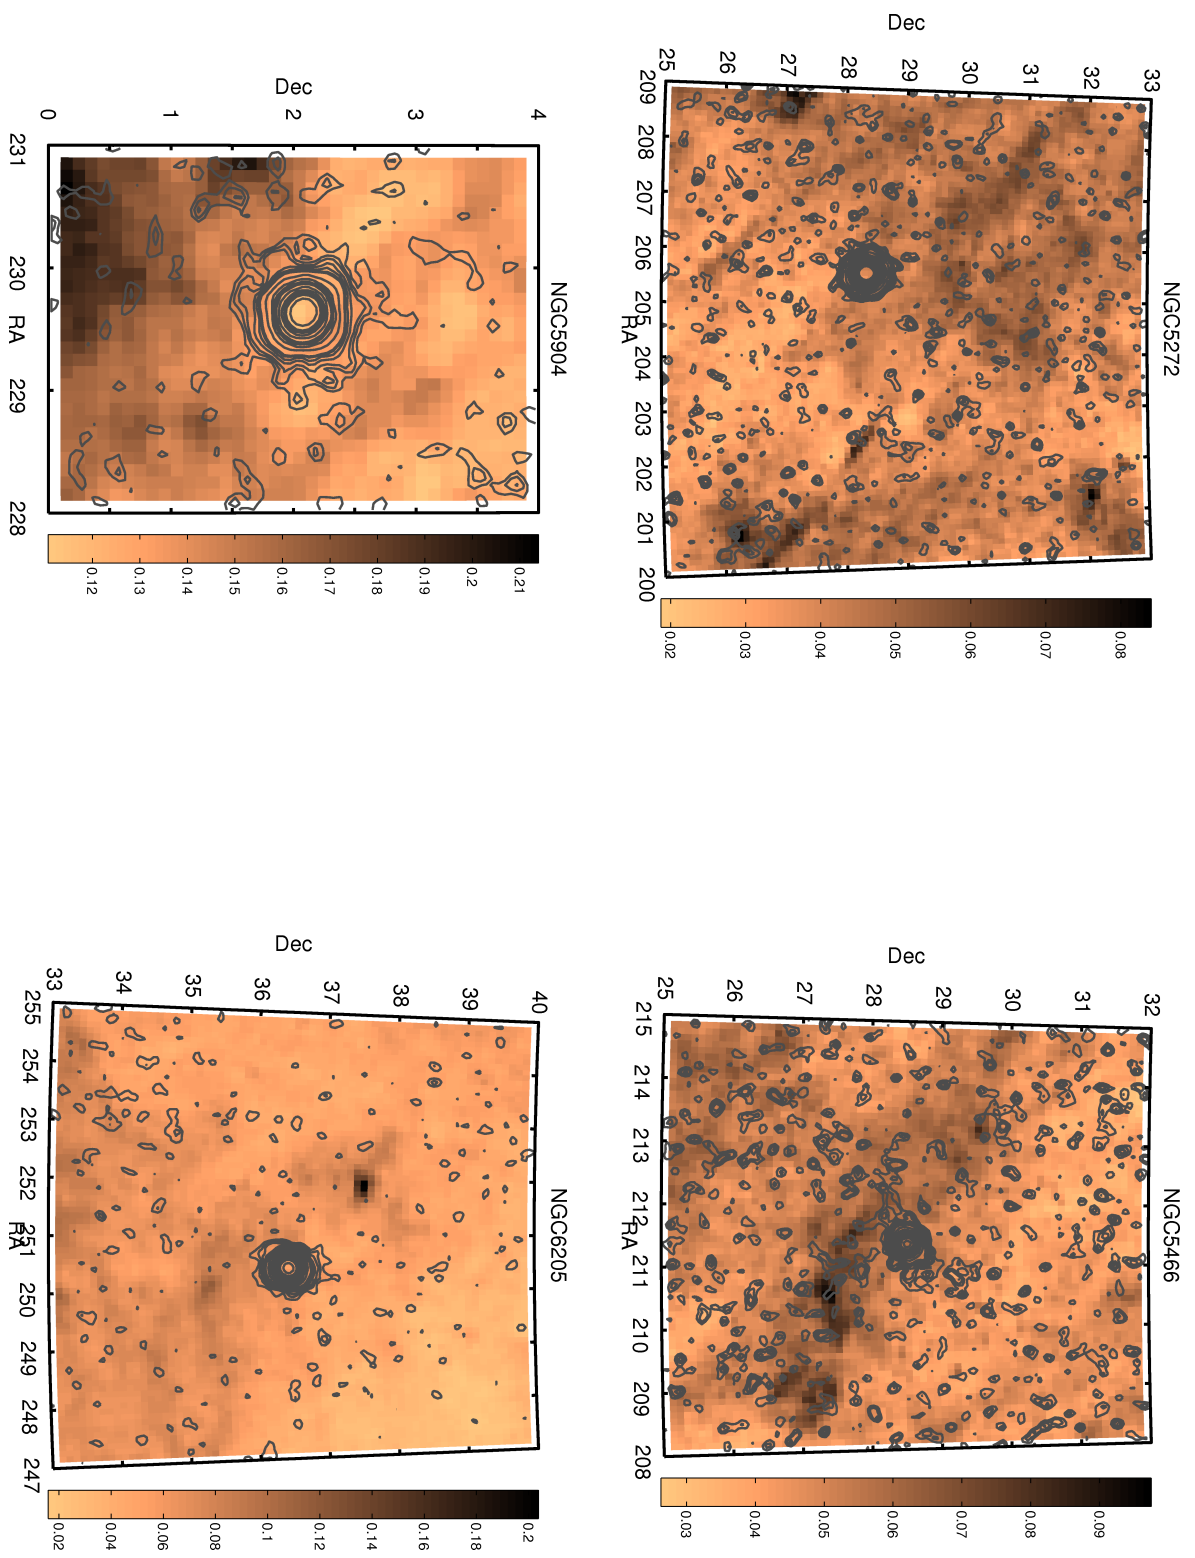 NGC5272
Dec
25 26 27 28 29 30 31 32 33
209 208 207 206 205 204 203 202 201 200
RA
0.02 0.03 0.04 0.05 0.06 0.07 0.08
NGC5466
Dec
25 26 27 28 29 30 31 32
215 214 213 212 211 210 209 208
RA
0.03 0.04 0.05 0.06 0.07 0.08 0.09
NGC5904
Dec
0 1 2 3 4
231 230 229 228
RA
0.12 0.13 0.14 0.15 0.16 0.17 0.18 0.19 0.2 0.21
NGC6205
Dec
33 34 35 36 37 38 39 40
255 254 253 252 251 250 249 248 247
RA
0.02 0.04 0.06 0.08 0.1 0.12 0.14 0.16 0.18 0.2